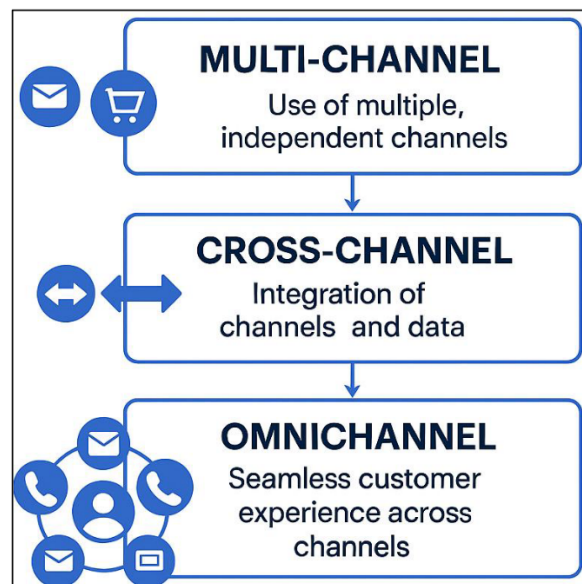 MULTI-CHANNEL
Use of multiple,
independent channels
CROSS-CHANNEL
Integration of
channels and data
OMNICHANNEL
Seamless customer
experience across
channels